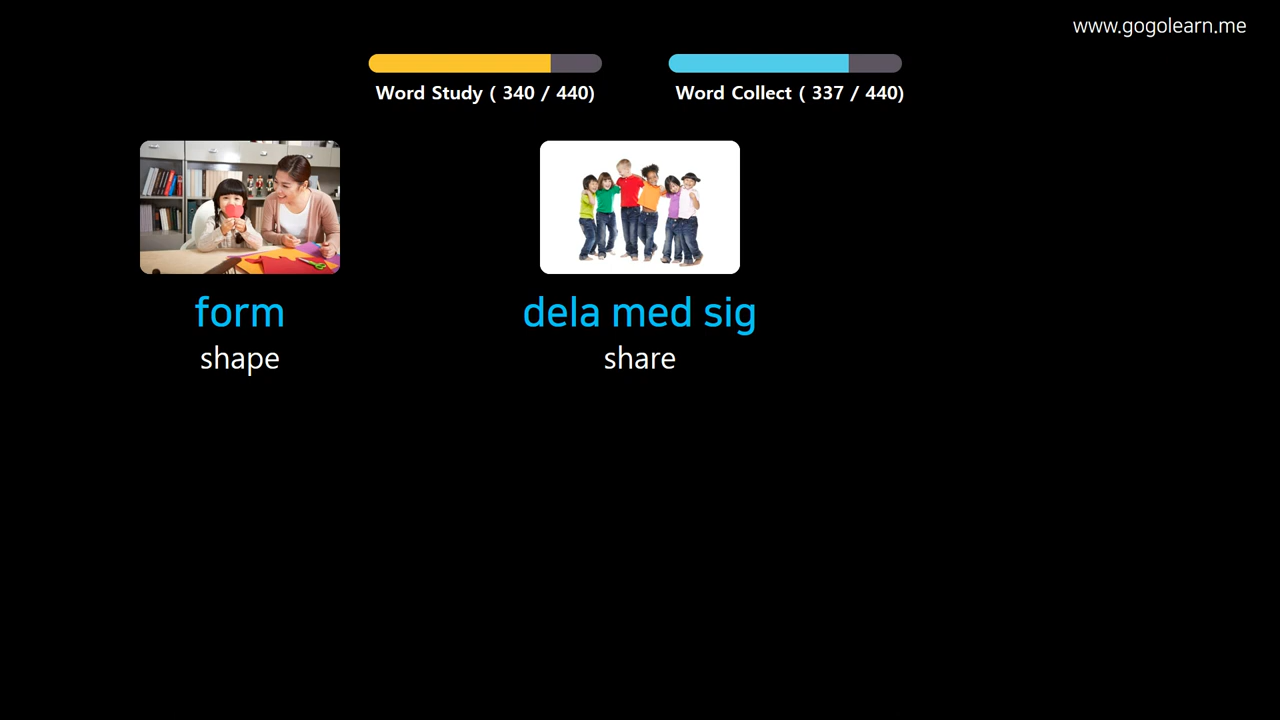 www.gogolearn.me
Word Study ( 340 / 440)
Word Collect ( 337 / 440)
form
shape
dela med sig
share